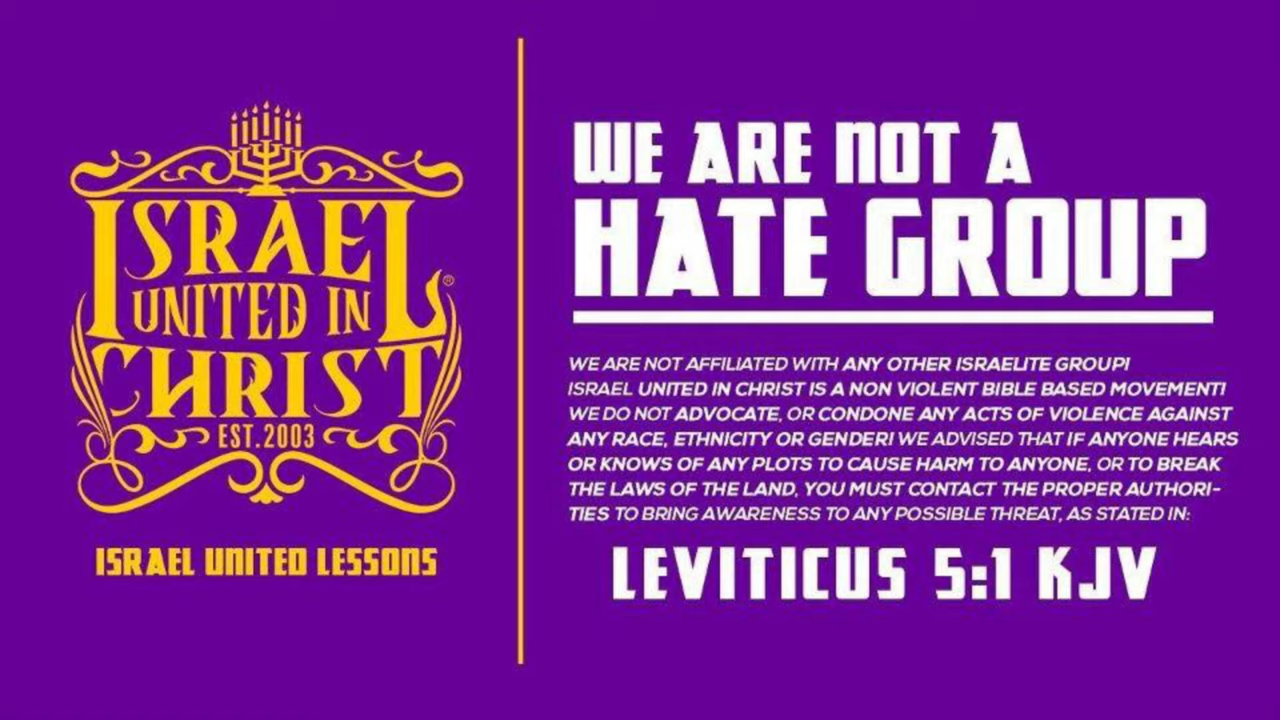 ISRAEL
UNITED IN
CHRIST
EST.2003
ISRAEL UNITED LESSONS
WE ARE NOT A
HATE GROUP
WE ARE NOT AFFILIATED WITH ANY OTHER ISRAELITE GROUP!
ISRAEL UNITED IN CHRIST IS A NON VIOLENT BIBLE BASED MOVEMENT!
WE DO NOT ADVOCATE, OR CONDONE ANY ACTS OF VIOLENCE AGAINST
ANY RACE, ETHNICITY OR GENDER! WE ADVISED THAT IF ANYONE HEARS
OR KNOWS OF ANY PLOTS TO CAUSE HARM TO ANYONE, OR TO BREAK
THE LAWS OF THE LAND, YOU MUST CONTACT THE PROPER AUTHORI-
TIES TO BRING AWARENESS TO ANY POSSIBLE THREAT, AS STATED IN:
LEVITICUS 5:1 KJV